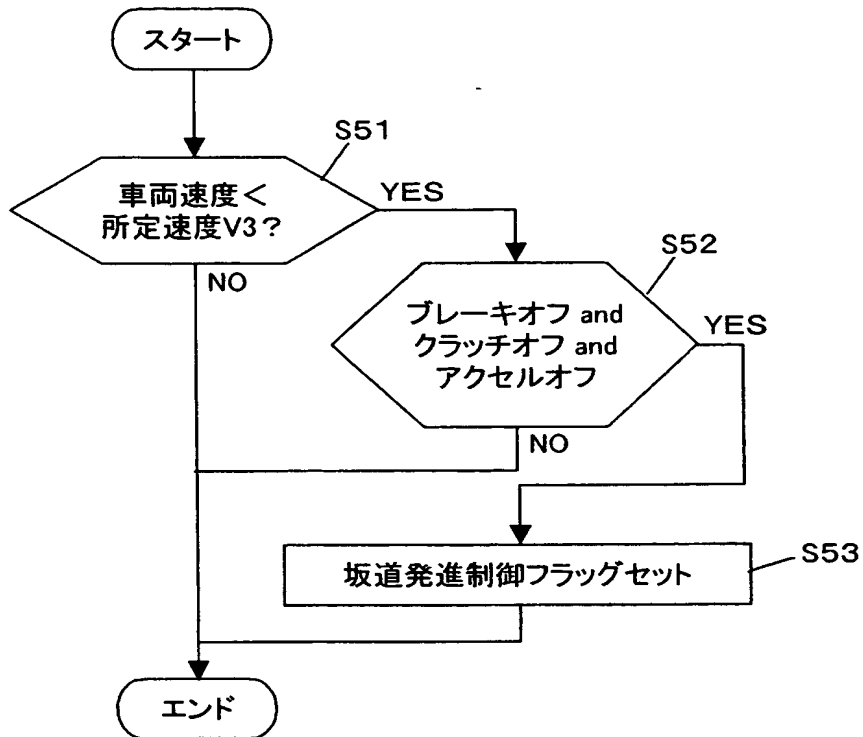 スタート
S51
車両速度<
所定速度V3?
YES
NO
S52
ブレーキオフ and
クラッチオフ and
アクセルオフ
YES
NO
坂道発進制御フラッグセット
S53
エンド